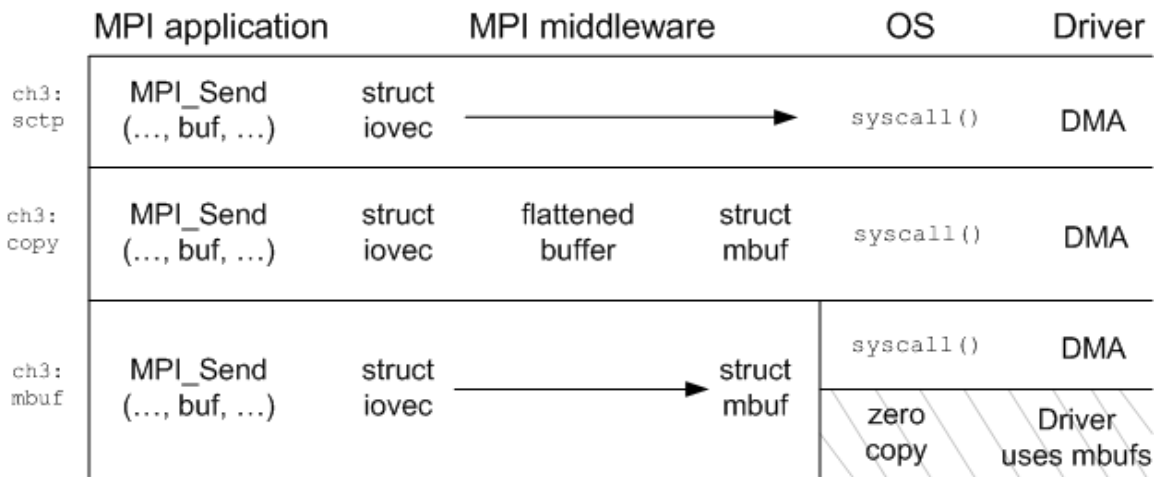 MPI application MPI middleware OS Driver
ch3: MPI_Send struct
sctp (..., buf, ...) iovec syscall() DMA
ch3: MPI_Send struct flattened struct
copy (..., buf, ...) iovec buffer mbuf syscall() DMA
syscall() DMA
ch3: MPI_Send struct struct
mbuf (..., buf, ...) iovec mbuf
zero Driver
copy uses mbufs